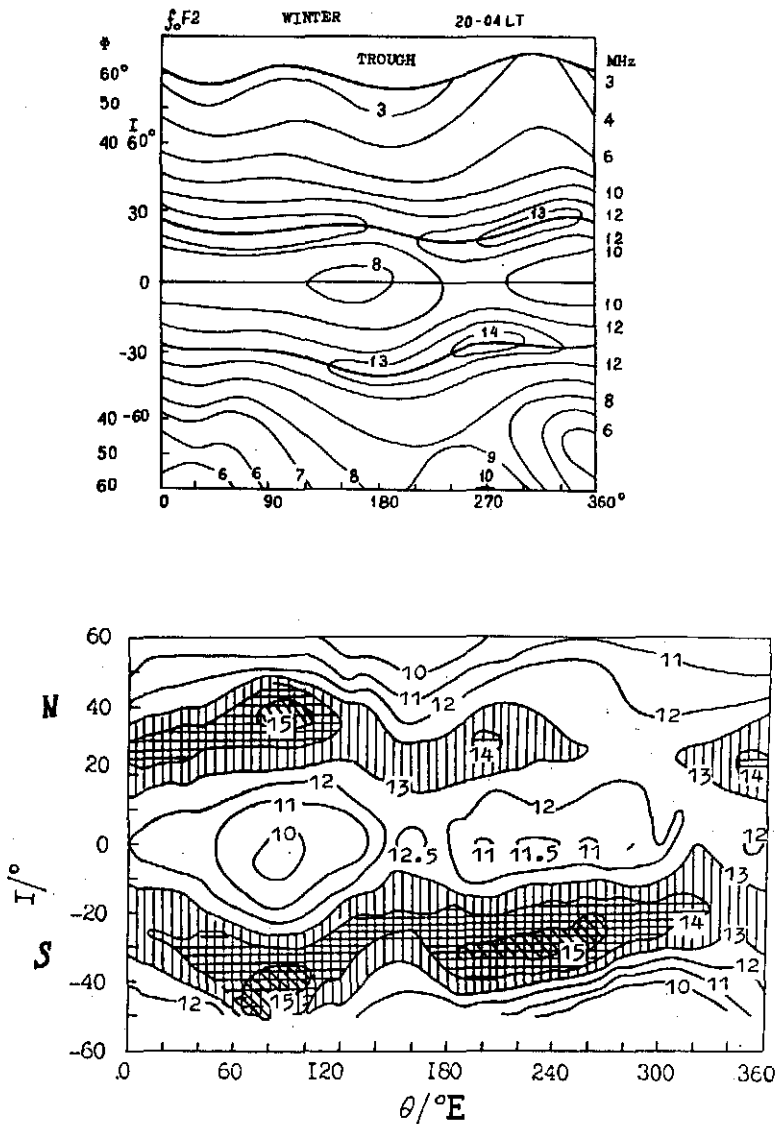 foF2 WINTER 20-04 LT
Φ TROUGH MHz
60° 3
50 3
I 4
40 60° 6
10
30 13 12
12
10
8
0
10
12
14
-30 13 12
8
40 -60 6
50 9
60 6 6 7 8 10
0 90 180 270 360°
60
10 11
N 11 12
40 12
15
14
20 13 13 14
12
11 12
10
0 12.5 11 11.5 11 12
I/°
13
-20 14
S 15 13
-40 12 15 12
11
10
-60
0 60 I20 180 240 300 360
θ/°E